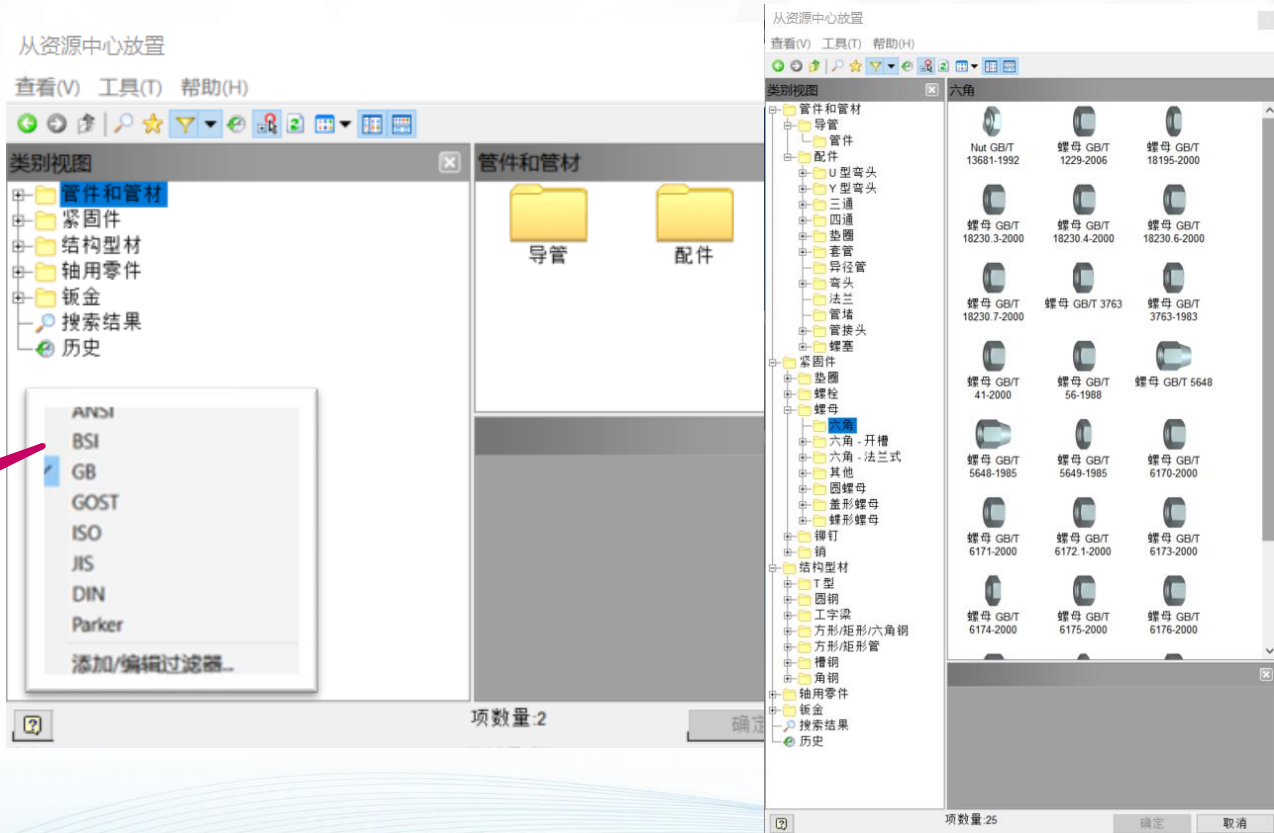 从资源中心放置
查看(V) 工具(T) 帮助(H)
类别视图
管件和管材
紧固件
结构型材
轴用零件
钣金
搜索结果
历史
管件和管材
导管
配件
ANSI
BSI
GB
GOST
ISO
JIS
DIN
Parker
添加/编辑过滤器...
项数量:2
确定
从资源中心放置
查看(V) 工具(T) 帮助(H)
类别视图
管件和管材
导管
管件
配件
U型弯头
Y型弯头
三通
四通
垫圈
套管
异径管
弯头
法兰
管堵
管接头
螺塞
紧固件
垫圈
螺栓
螺母
六角
六角 - 开槽
六角 - 法兰式
其他
圆螺母
盖形螺母
蝶形螺母
铆钉
销
结构型材
T型
圆钢
工字梁
方形/矩形/六角钢
方形/矩形管
槽钢
角钢
轴用零件
钣金
搜索结果
历史
六角
Nut GB/T
13681-1992
螺母 GB/T
1229-2006
螺母 GB/T
18195-2000
螺母 GB/T
18230.3-2000
螺母 GB/T
18230.4-2000
螺母 GB/T
18230.6-2000
螺母 GB/T
18230.7-2000
螺母 GB/T 3763
螺母 GB/T
3763-1983
螺母 GB/T
41-2000
螺母 GB/T
56-1988
螺母 GB/T 5648
螺母 GB/T
5648-1985
螺母 GB/T
5649-1985
螺母 GB/T
6170-2000
螺母 GB/T
6171-2000
螺母 GB/T
6172.1-2000
螺母 GB/T
6173-2000
螺母 GB/T
6174-2000
螺母 GB/T
6175-2000
螺母 GB/T
6176-2000
项数量:25
确定
取消